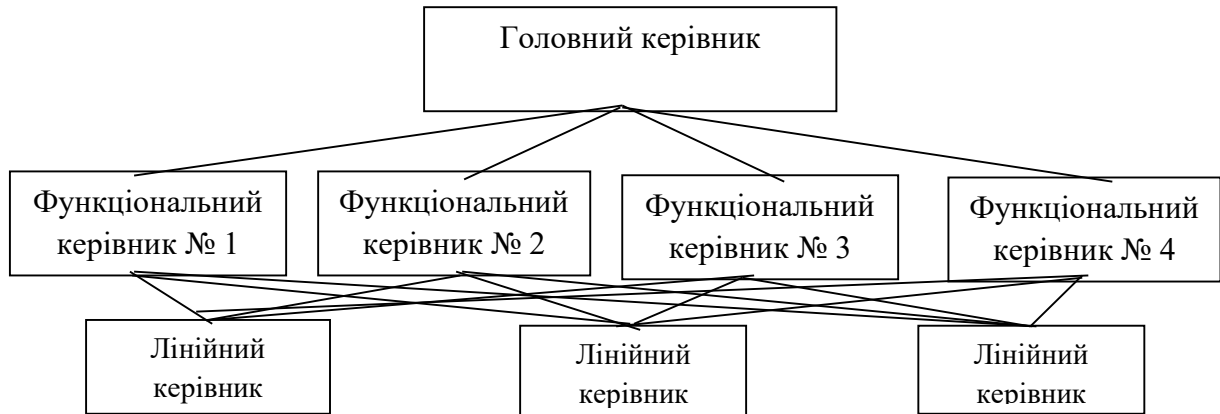 Головний керівник
Функціональний
керівник № 1
Функціональний
керівник № 2
Функціональний
керівник № 3
Функціональний
керівник № 4
Лінійний
керівник
Лінійний
керівник
Лінійний
керівник